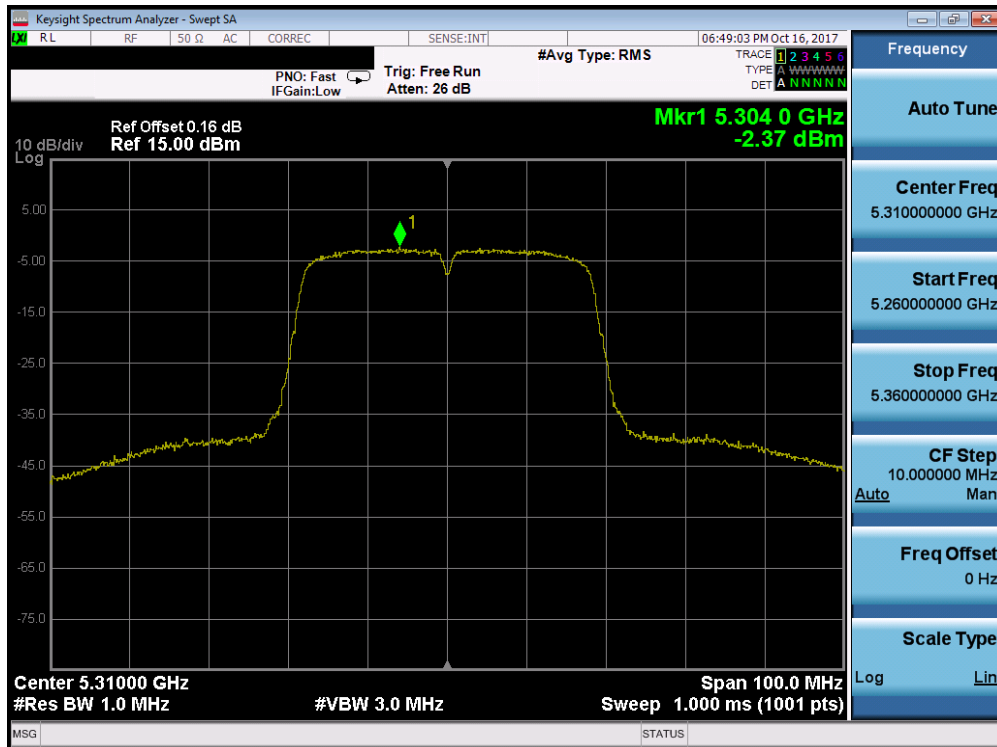 Keysight Spectrum Analyzer - Swept SA
LXI RL RF 50 Ω AC CORREC SENSE:INT 06:49:03 PM Oct 16, 2017
#Avg Type: RMS
TRACE 1 2 3 4 5 6
TYPE A WWWWW
DET A N N N N N
PNO: Fast
IFGain:Low
Trig: Free Run
Atten: 26 dB
Mkr1 5.304 0 GHz
-2.37 dBm
Ref Offset 0.16 dB
10 dB/div Ref 15.00 dBm
Log
1
5.00
-5.00
-15.0
-25.0
-35.0
-45.0
-55.0
-65.0
-75.0
Center 5.31000 GHz
Span 100.0 MHz
#Res BW 1.0 MHz
#VBW 3.0 MHz
Sweep 1.000 ms (1001 pts)
MSG
STATUS
Frequency
Auto Tune
Center Freq
5.310000000 GHz
Start Freq
5.260000000 GHz
Stop Freq
5.360000000 GHz
CF Step
10.000000 MHz
Auto Man
Freq Offset
0 Hz
Scale Type
Log Lin